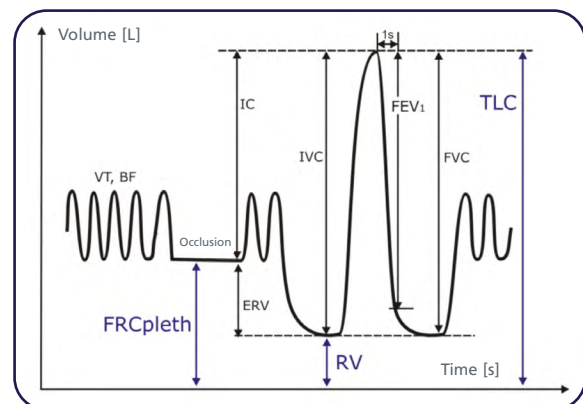 Volume [L]
1s
IC
FEV₁
TLC
IVC
FVC
VT, BF
Occlusion
ERV
FRCpleth
RV
Time [s]